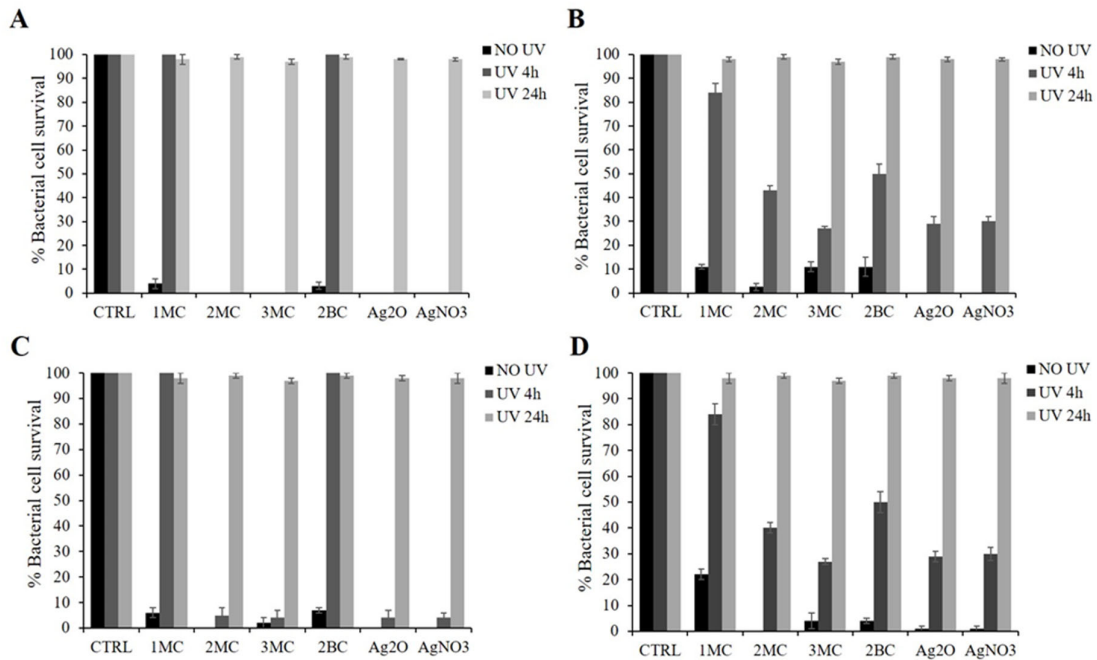 A
% Bacterial cell survival
100
90
80
70
60
50
40
30
20
10
0
CTRL 1MC 2MC 3MC 2BC Ag2O AgNO3
NO UV
UV 4h
UV 24h
B
% Bacterial cell survival
100
90
80
70
60
50
40
30
20
10
0
CTRL 1MC 2MC 3MC 2BC Ag2O AgNO3
NO UV
UV 4h
UV 24h
C
% Bacterial cell survival
100
90
80
70
60
50
40
30
20
10
0
CTRL 1MC 2MC 3MC 2BC Ag2O AgNO3
NO UV
UV 4h
UV 24h
D
% Bacterial cell survival
100
90
80
70
60
50
40
30
20
10
0
CTRL 1MC 2MC 3MC 2BC Ag2O AgNO3
NO UV
UV 4h
UV 24h